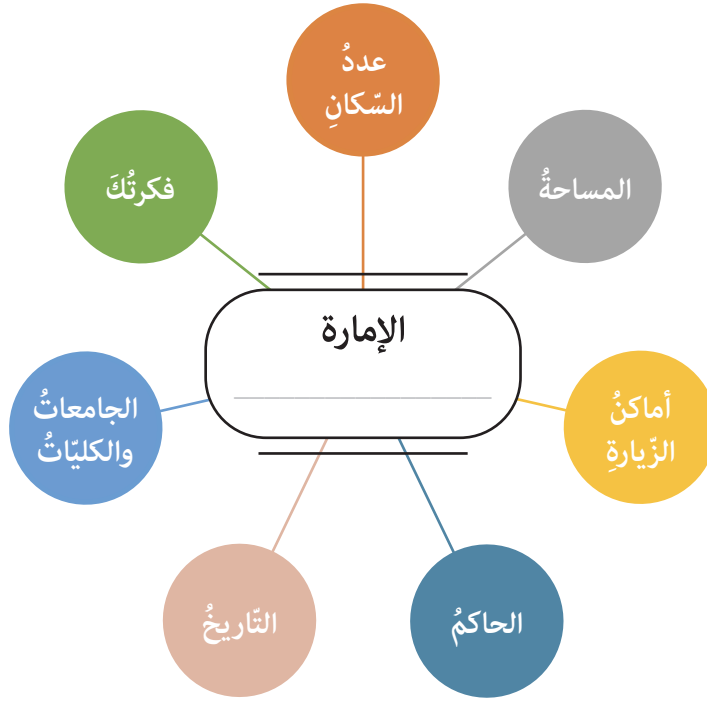 عددُ
السّكانِ
المساحةُ
فكرتُكَ
الإمارة
أماكنُ
الزّيارةِ
الجامعاتُ
والكليّاتُ
الحاكمُ
التّاريخُ